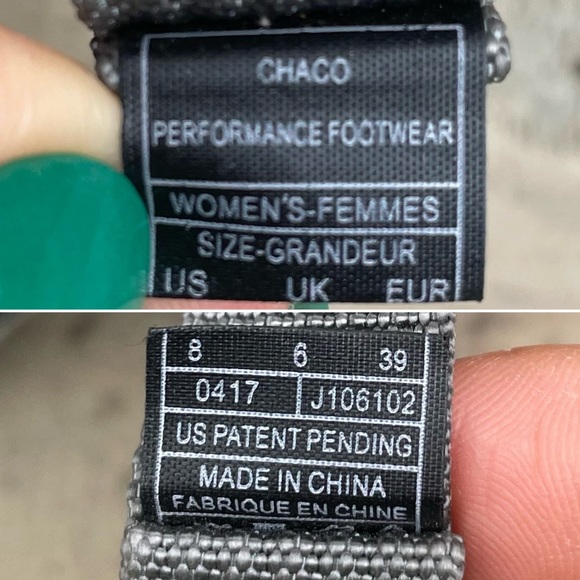 CHACO
PERFORMANCE FOOTWEAR
WOMEN'S-FEMMES
SIZE-GRANDEUR
US UK EUR
8 6 39
0417 J106102
US PATENT PENDING
MADE IN CHINA
FABRIQUE EN CHINE